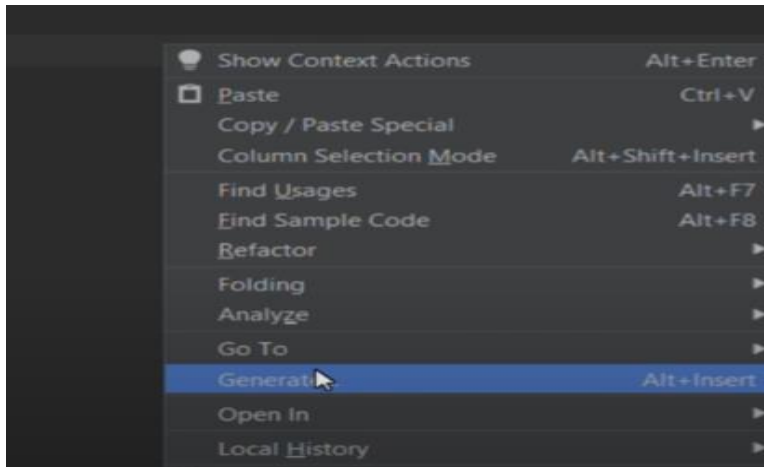 Show Context Actions Alt+Enter
Paste Ctrl+V
Copy / Paste Special
Column Selection Mode Alt+Shift+Insert
Find Usages Alt+F7
Find Sample Code Alt+F8
Refactor
Folding
Analyze
Go To
Generate... Alt+Insert
Open In
Local History